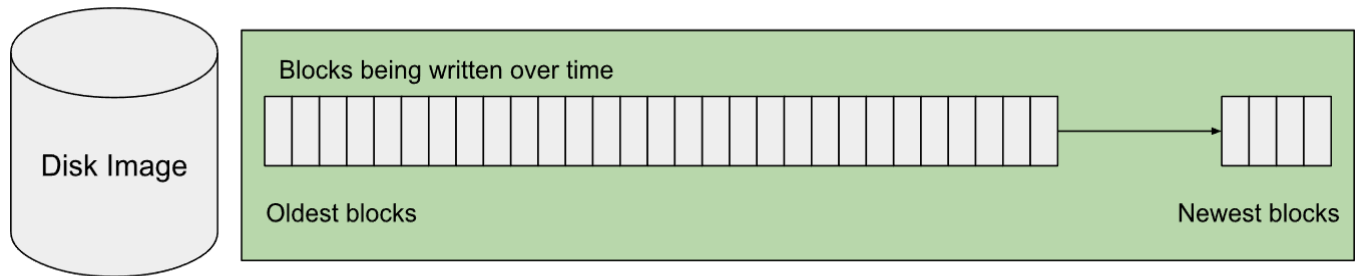 Disk Image
Blocks being written over time
Oldest blocks
Newest blocks